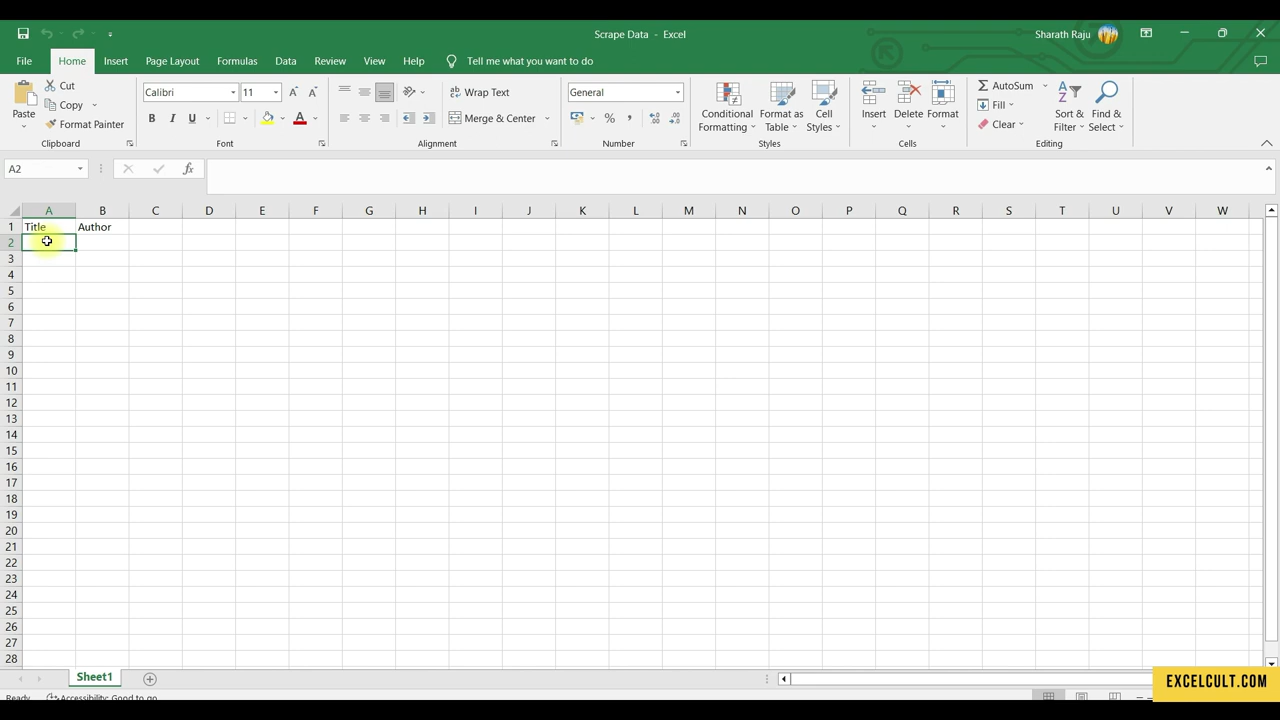 Scrape Data - Excel
Sharath Raju
File Home Insert Page Layout Formulas Data Review View Help Tell me what you want to do
Paste
Cut
Copy
Format Painter
Clipboard
Calibri 11
B I U
Font
Wrap Text
Merge & Center
Alignment
General
%
Number
Conditional Formatting
Format as Table
Cell Styles
Styles
Insert Delete Format
Cells
AutoSum
Fill
Clear
Sort & Filter
Find & Select
Editing
A2
fx
A B C D E F G H I J K L M N O P Q R S T U V W
1 Title Author
2
3
4
5
6
7
8
9
10
11
12
13
14
15
16
17
18
19
20
21
22
23
24
25
26
27
28
Sheet1
Ready Accessibility: Good to go
EXCELCULT.COM